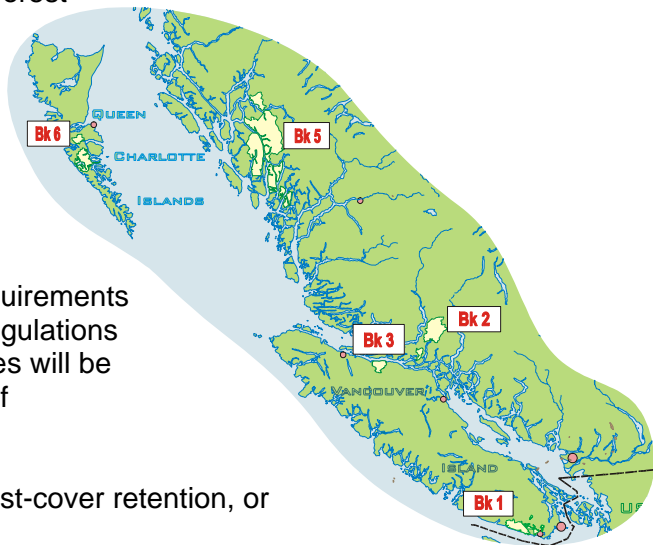 QUEEN
Bk 6
Bk 5
CHARLOTTE
ISLANDS
uirements
gulations
Bk 2
Bk 3
es will be
VANCOUVER
f
ISLAND
st-cover retention, or
Bk 1